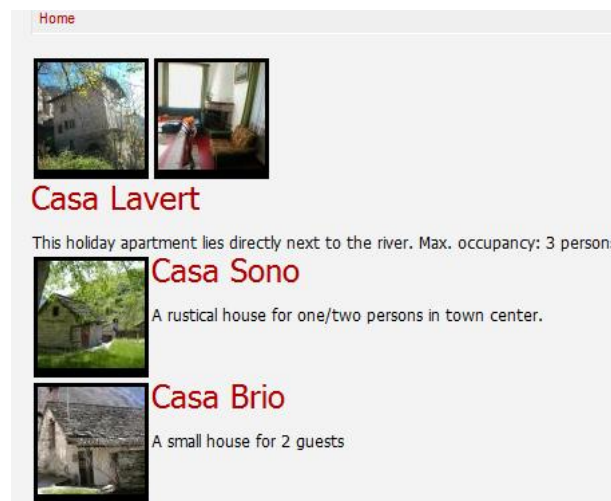 Home
Casa Lavert
This holiday apartment lies directly next to the river. Max. occupancy: 3 person
Casa Sono
A rustical house for one/two persons in town center.
Casa Brio
A small house for 2 guests